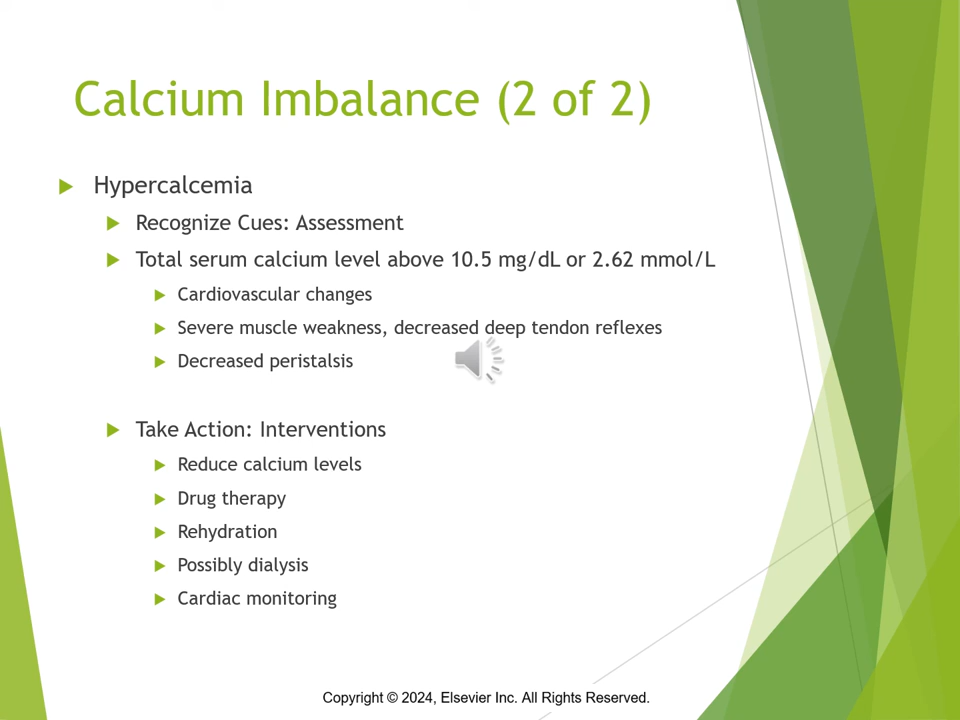 Calcium Imbalance (2 of 2)
Hypercalcemia
Recognize Cues: Assessment
Total serum calcium level above 10.5 mg/dL or 2.62 mmol/L
Cardiovascular changes
Severe muscle weakness, decreased deep tendon reflexes
Decreased peristalsis
Take Action: Interventions
Reduce calcium levels
Drug therapy
Rehydration
Possibly dialysis
Cardiac monitoring
Copyright © 2024, Elsevier Inc. All Rights Reserved.